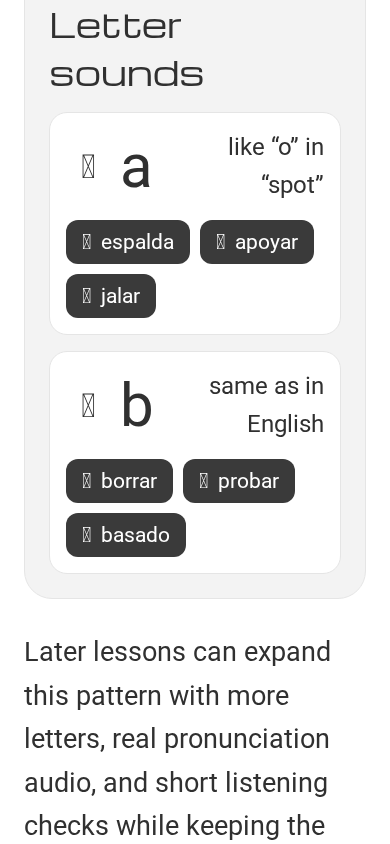 Letter
sounds
a
like “o” in
“spot”
espalda
apoyar
jalar
b
same as in
English
borrar
probar
basado
Later lessons can expand
this pattern with more
letters, real pronunciation
audio, and short listening
checks while keeping the